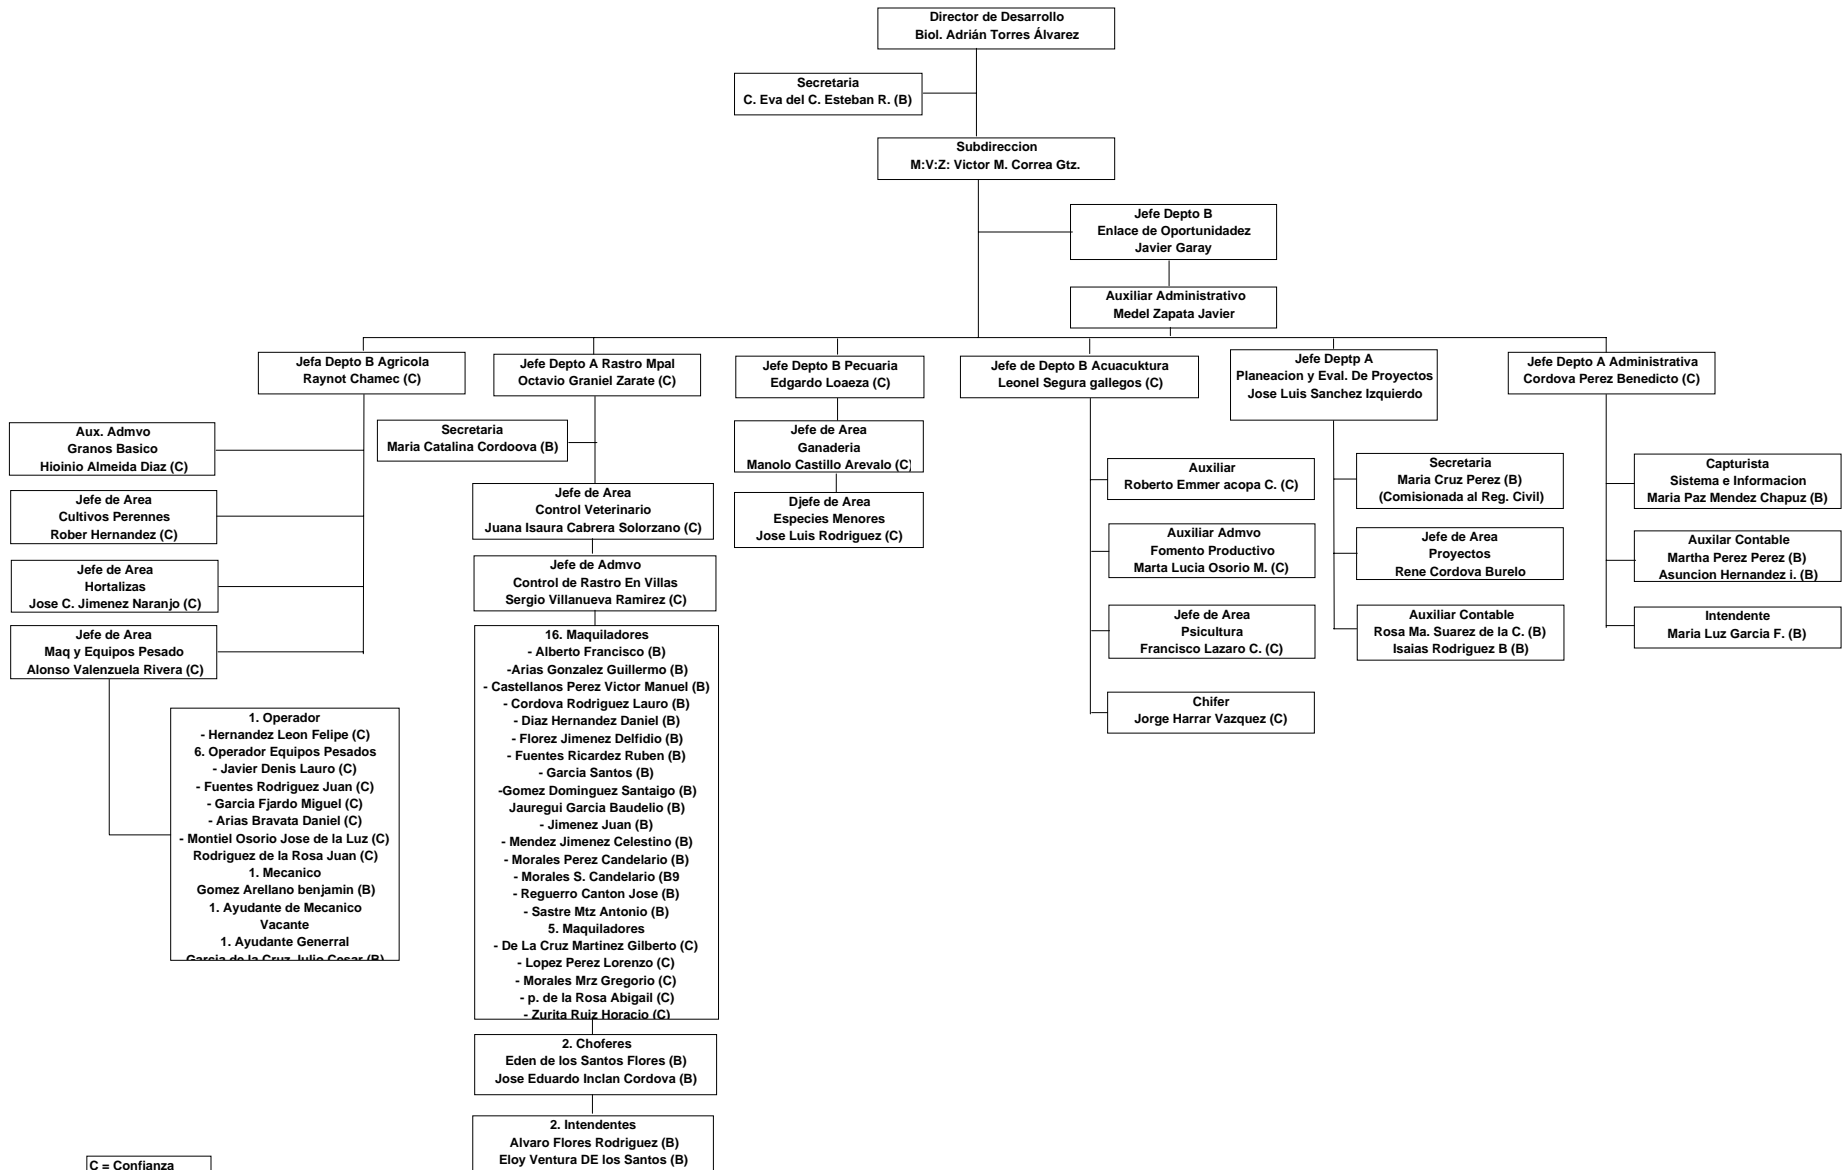 Director de Desarrollo
Biol. Adrián Torres Álvarez
Secretaria
C. Eva del C. Esteban R. (B)
Subdireccion
M:V:Z: Victor M. Correa Gtz.
Jefe Depto B
Enlace de Oportunidadez
Javier Garay
Auxiliar Administrativo
Medel Zapata Javier
Jefa Depto B Agricola
Raynot Chamec (C)
Aux. Admvo
Granos Basico
Hioinio Almeida Diaz (C)
Jefe de Area
Cultivos Perennes
Rober Hernandez (C)
Jefe de Area
Hortalizas
Jose C. Jimenez Naranjo (C)
Jefe de Area
Maq y Equipos Pesado
Alonso Valenzuela Rivera (C)
1. Operador
- Hernandez Leon Felipe (C)
6. Operador Equipos Pesados
- Javier Denis Lauro (C)
- Fuentes Rodriguez Juan (C)
- Garcia Fjardo Miguel (C)
- Arias Bravata Daniel (C)
- Montiel Osorio Jose de la Luz (C)
Rodriguez de la Rosa Juan (C)
1. Mecanico
Gomez Arellano benjamin (B)
1. Ayudante de Mecanico
Vacante
1. Ayudante Generral
Garcia de la Cruz Julio Cesar (B)
Jefe Depto A Rastro Mpal
Octavio Graniel Zarate (C)
Secretaria
Maria Catalina Cordoova (B)
Jefe de Area
Control Veterinario
Juana Isaura Cabrera Solorzano (C)
Jefe de Admvo
Control de Rastro En Villas
Sergio Villanueva Ramirez (C)
16. Maquiladores
- Alberto Francisco (B)
-Arias Gonzalez Guillermo (B)
- Castellanos Perez Victor Manuel (B)
- Cordova Rodriguez Lauro (B)
- Diaz Hernandez Daniel (B)
- Florez Jimenez Delfidio (B)
- Fuentes Ricardez Ruben (B)
- Garcia Santos (B)
-Gomez Dominguez Santaigo (B)
Jauregui Garcia Baudelio (B)
- Jimenez Juan (B)
- Mendez Jimenez Celestino (B)
- Morales Perez Candelario (B)
- Morales S. Candelario (B9
- Reguerro Canton Jose (B)
- Sastre Mtz Antonio (B)
5. Maquiladores
- De La Cruz Martinez Gilberto (C)
- Lopez Perez Lorenzo (C)
- Morales Mrz Gregorio (C)
- p. de la Rosa Abigail (C)
- Zurita Ruiz Horacio (C)
2. Choferes
Eden de los Santos Flores (B)
Jose Eduardo Inclan Cordova (B)
2. Intendentes
Alvaro Flores Rodriguez (B)
Eloy Ventura DE los Santos (B)
Jefe Depto B Pecuaria
Edgardo Loaeza (C)
Jefe de Area
Ganaderia
Manolo Castillo Arevalo (C)
Djefe de Area
Especies Menores
Jose Luis Rodriguez (C)
Jefe de Depto B Acuacuktura
Leonel Segura gallegos (C)
Auxiliar
Roberto Emmer acopa C. (C)
Auxiliar Admvo
Fomento Productivo
Marta Lucia Osorio M. (C)
Jefe de Area
Psicultura
Francisco Lazaro C. (C)
Chifer
Jorge Harrar Vazquez (C)
Jefe Deptp A
Planeacion y Eval. De Proyectos
Jose Luis Sanchez Izquierdo
Secretaria
Maria Cruz Perez (B)
(Comisionada al Reg. Civil)
Jefe de Area
Proyectos
Rene Cordova Burelo
Auxiliar Contable
Rosa Ma. Suarez de la C. (B)
Isaias Rodriguez B (B)
Jefe Depto A Administrativa
Cordova Perez Benedicto (C)
Capturista
Sistema e Informacion
Maria Paz Mendez Chapuz (B)
Auxilar Contable
Martha Perez Perez (B)
Asuncion Hernandez i. (B)
Intendente
Maria Luz Garcia F. (B)
C = Confianza